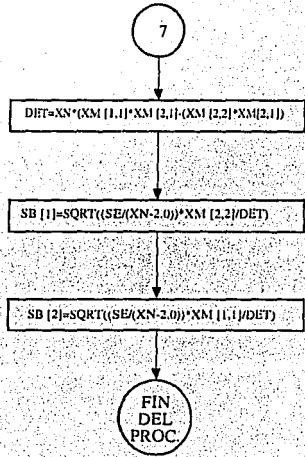 7
DET=XN*(XM [1,1]*XM [2,1]-(XM [2,2]*XM[2,1])
SB [1]=SQRT((SE/(XN-2.0))*XM [2,2]/DET)
SB [2]=SQRT((SE/(XN-2.0))*XM [1,1]/DET)
FIN
DEL
PROC.